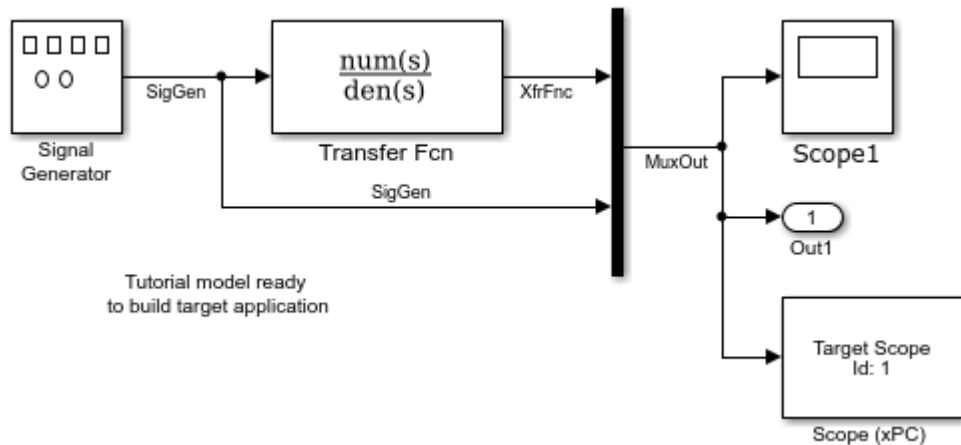 num(s)
den(s)
SigGen
XfrFnc
Signal
Generator
Transfer Fcn
SigGen
MuxOut
Scope1
1
Out1
Tutorial model ready
to build target application
Target Scope
Id: 1
Scope (xPC)